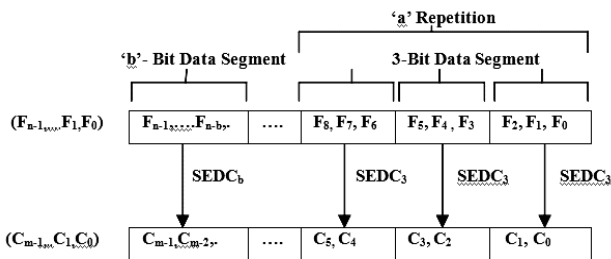 ‘a’ Repetition
‘b’- Bit Data Segment 3-Bit Data Segment
(Fn-1,....F1,F0) Fn-1,....Fn-b,. .... F8, F7, F6 F5, F4 , F3 F2, F1, F0
SEDCb SEDC3 SEDC3 SEDC3
(Cm-1,..C1,C0) Cm-1,Cm-2,. .... C5, C4 C3, C2 C1, C0